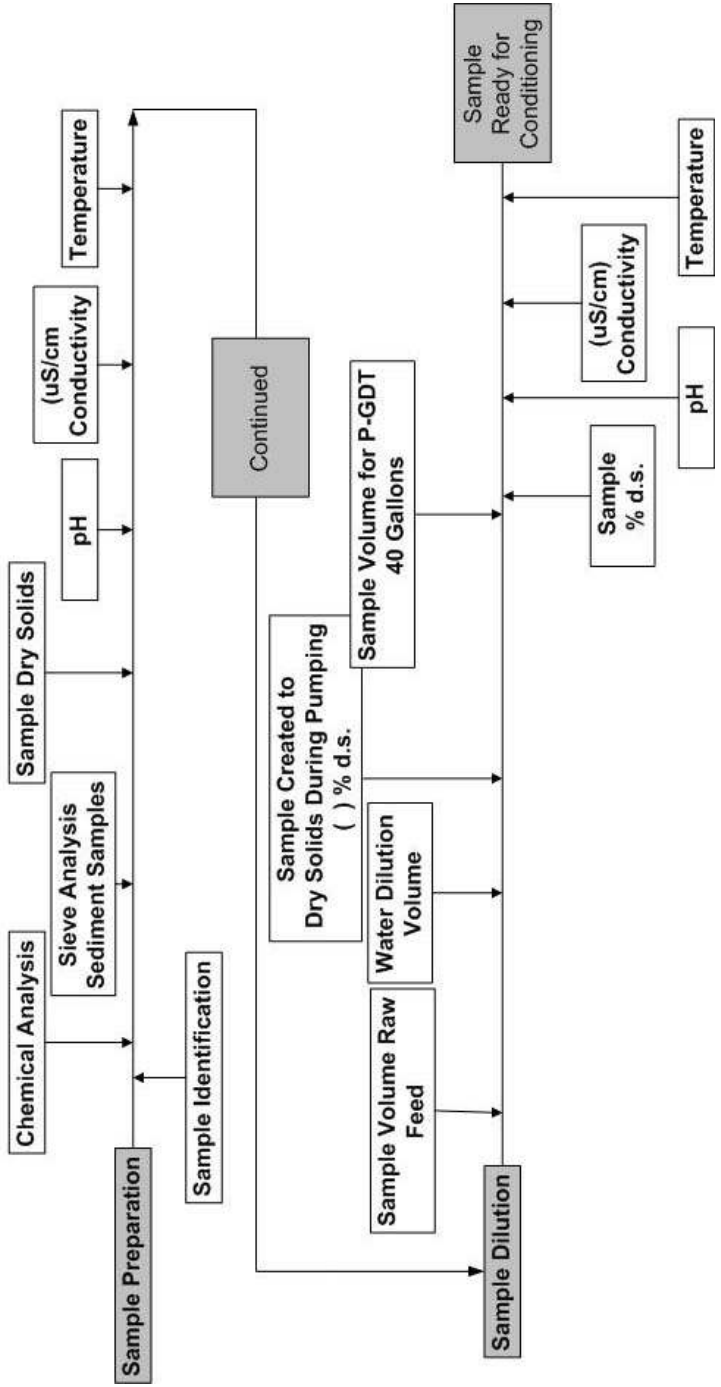 Chemical Analysis
Sample Dry Solids
Sieve Analysis
Sediment Samples
pH
(uS/cm
Conductivity
Temperature
Sample Preparation
Sample Identification
Continued
Sample Created to
Dry Solids During Pumping
( ) % d.s.
Sample Volume for P-GDT
40 Gallons
Water Dilution
Volume
Sample Volume Raw
Feed
Sample Dilution
Sample
Ready for
Conditioning
Sample
% d.s.
(uS/cm)
Conductivity
pH
Temperature